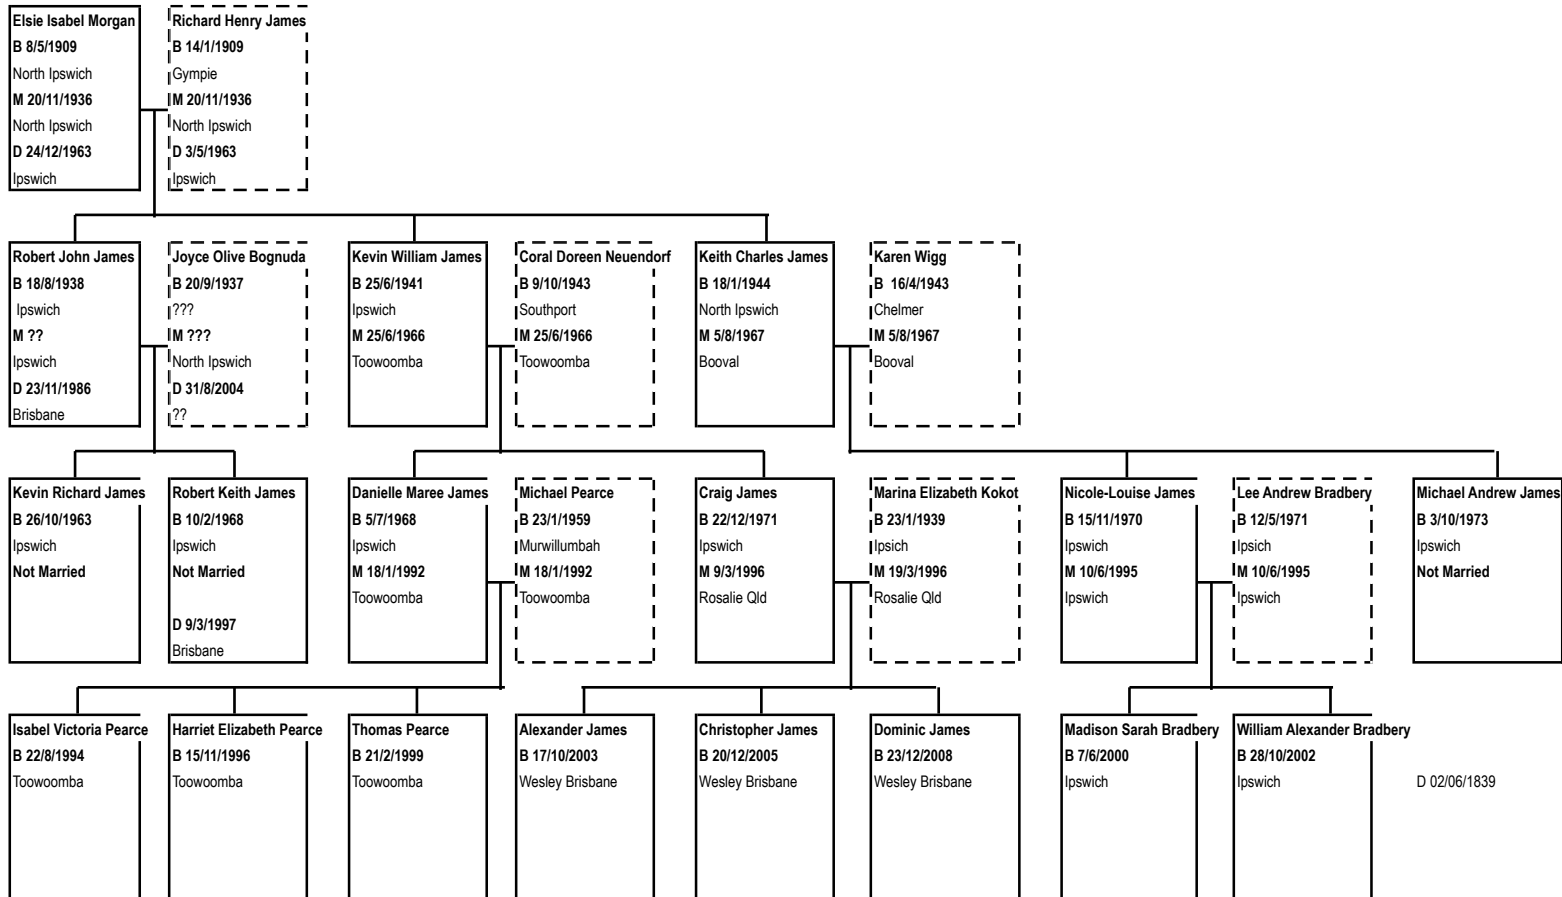 Elsie Isabel Morgan
B 8/5/1909
North Ipswich
M 20/11/1936
North Ipswich
D 24/12/1963
Ipswich
Richard Henry James
B 14/1/1909
Gympie
M 20/11/1936
North Ipswich
D 3/5/1963
Ipswich
Robert John James
B 18/8/1938
Ipswich
M ??
Ipswich
D 23/11/1986
Brisbane
Joyce Olive Bognuda
B 20/9/1937
???
M ???
North Ipswich
D 31/8/2004
??
Kevin William James
B 25/6/1941
Ipswich
M 25/6/1966
Toowoomba
Coral Doreen Neuendorf
B 9/10/1943
Southport
M 25/6/1966
Toowoomba
Keith Charles James
B 18/1/1944
North Ipswich
M 5/8/1967
Booval
Karen Wigg
B 16/4/1943
Chelmer
M 5/8/1967
Booval
Kevin Richard James
B 26/10/1963
Ipswich
Not Married
Robert Keith James
B 10/2/1968
Ipswich
Not Married
D 9/3/1997
Brisbane
Danielle Maree James
B 5/7/1968
Ipswich
M 18/1/1992
Toowoomba
Michael Pearce
B 23/1/1959
Murwillumbah
M 18/1/1992
Toowoomba
Craig James
B 22/12/1971
Ipswich
M 9/3/1996
Rosalie Qld
Marina Elizabeth Kokot
B 23/1/1939
Ipsich
M 19/3/1996
Rosalie Qld
Nicole-Louise James
B 15/11/1970
Ipswich
M 10/6/1995
Ipswich
Lee Andrew Bradbery
B 12/5/1971
Ipsich
M 10/6/1995
Ipswich
Michael Andrew James
B 3/10/1973
Ipswich
Not Married
Isabel Victoria Pearce
B 22/8/1994
Toowoomba
Harriet Elizabeth Pearce
B 15/11/1996
Toowoomba
Thomas Pearce
B 21/2/1999
Toowoomba
Alexander James
B 17/10/2003
Wesley Brisbane
Christopher James
B 20/12/2005
Wesley Brisbane
Dominic James
B 23/12/2008
Wesley Brisbane
Madison Sarah Bradbery
B 7/6/2000
Ipswich
William Alexander Bradbery
B 28/10/2002
Ipswich
D 02/06/1839